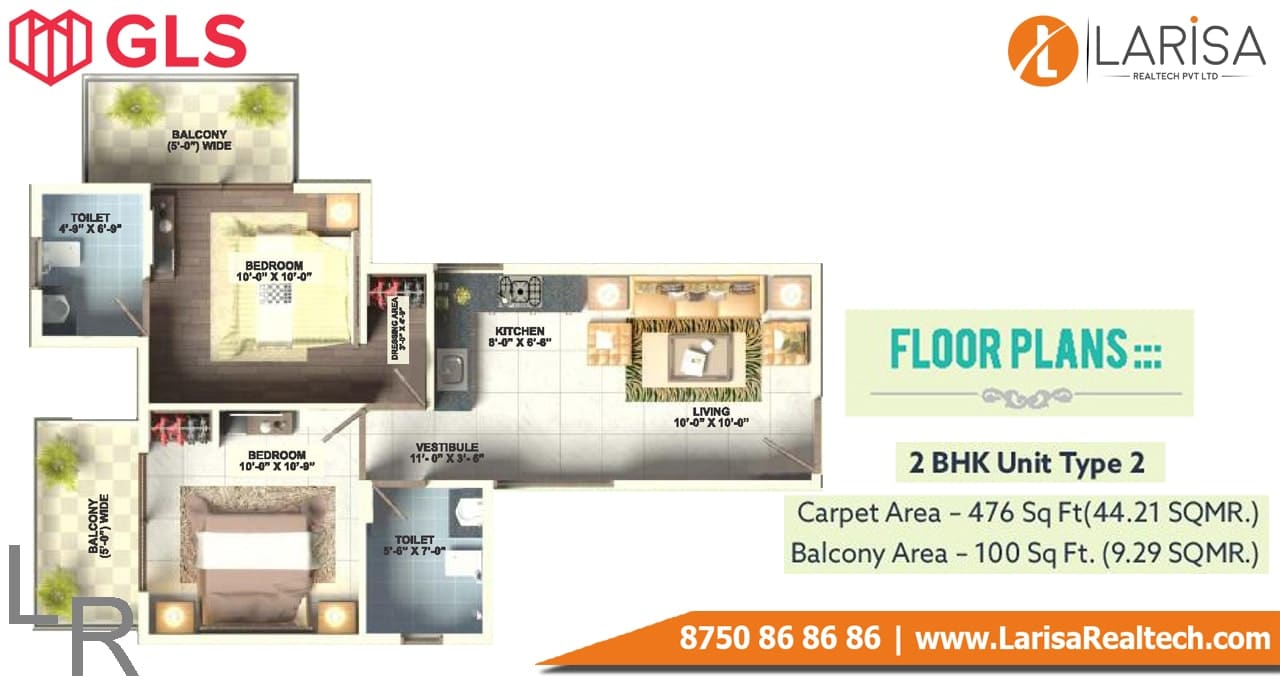 GLS
LARISA
REALTECH PVT LTD
BALCONY
(5'-0") WIDE
TOILET
4'-9" X 6'-9"
BEDROOM
10'-0" X 10'-0"
DRESSING AREA
3'-0" X 4'-9"
KITCHEN
8'-0" X 6'-6"
LIVING
10'-0" X 10'-0"
VESTIBULE
11'- 0" X 3'- 6"
BEDROOM
10'-0" X 10'-9"
BALCONY
(5'-0") WIDE
TOILET
5'-6" X 7'-0"
FLOOR PLANS :::
2 BHK Unit Type 2
Carpet Area – 476 Sq Ft(44.21 SQMR.)
Balcony Area – 100 Sq Ft. (9.29 SQMR.)
LR
8750 86 86 86 | www.LarisaRealtech.com